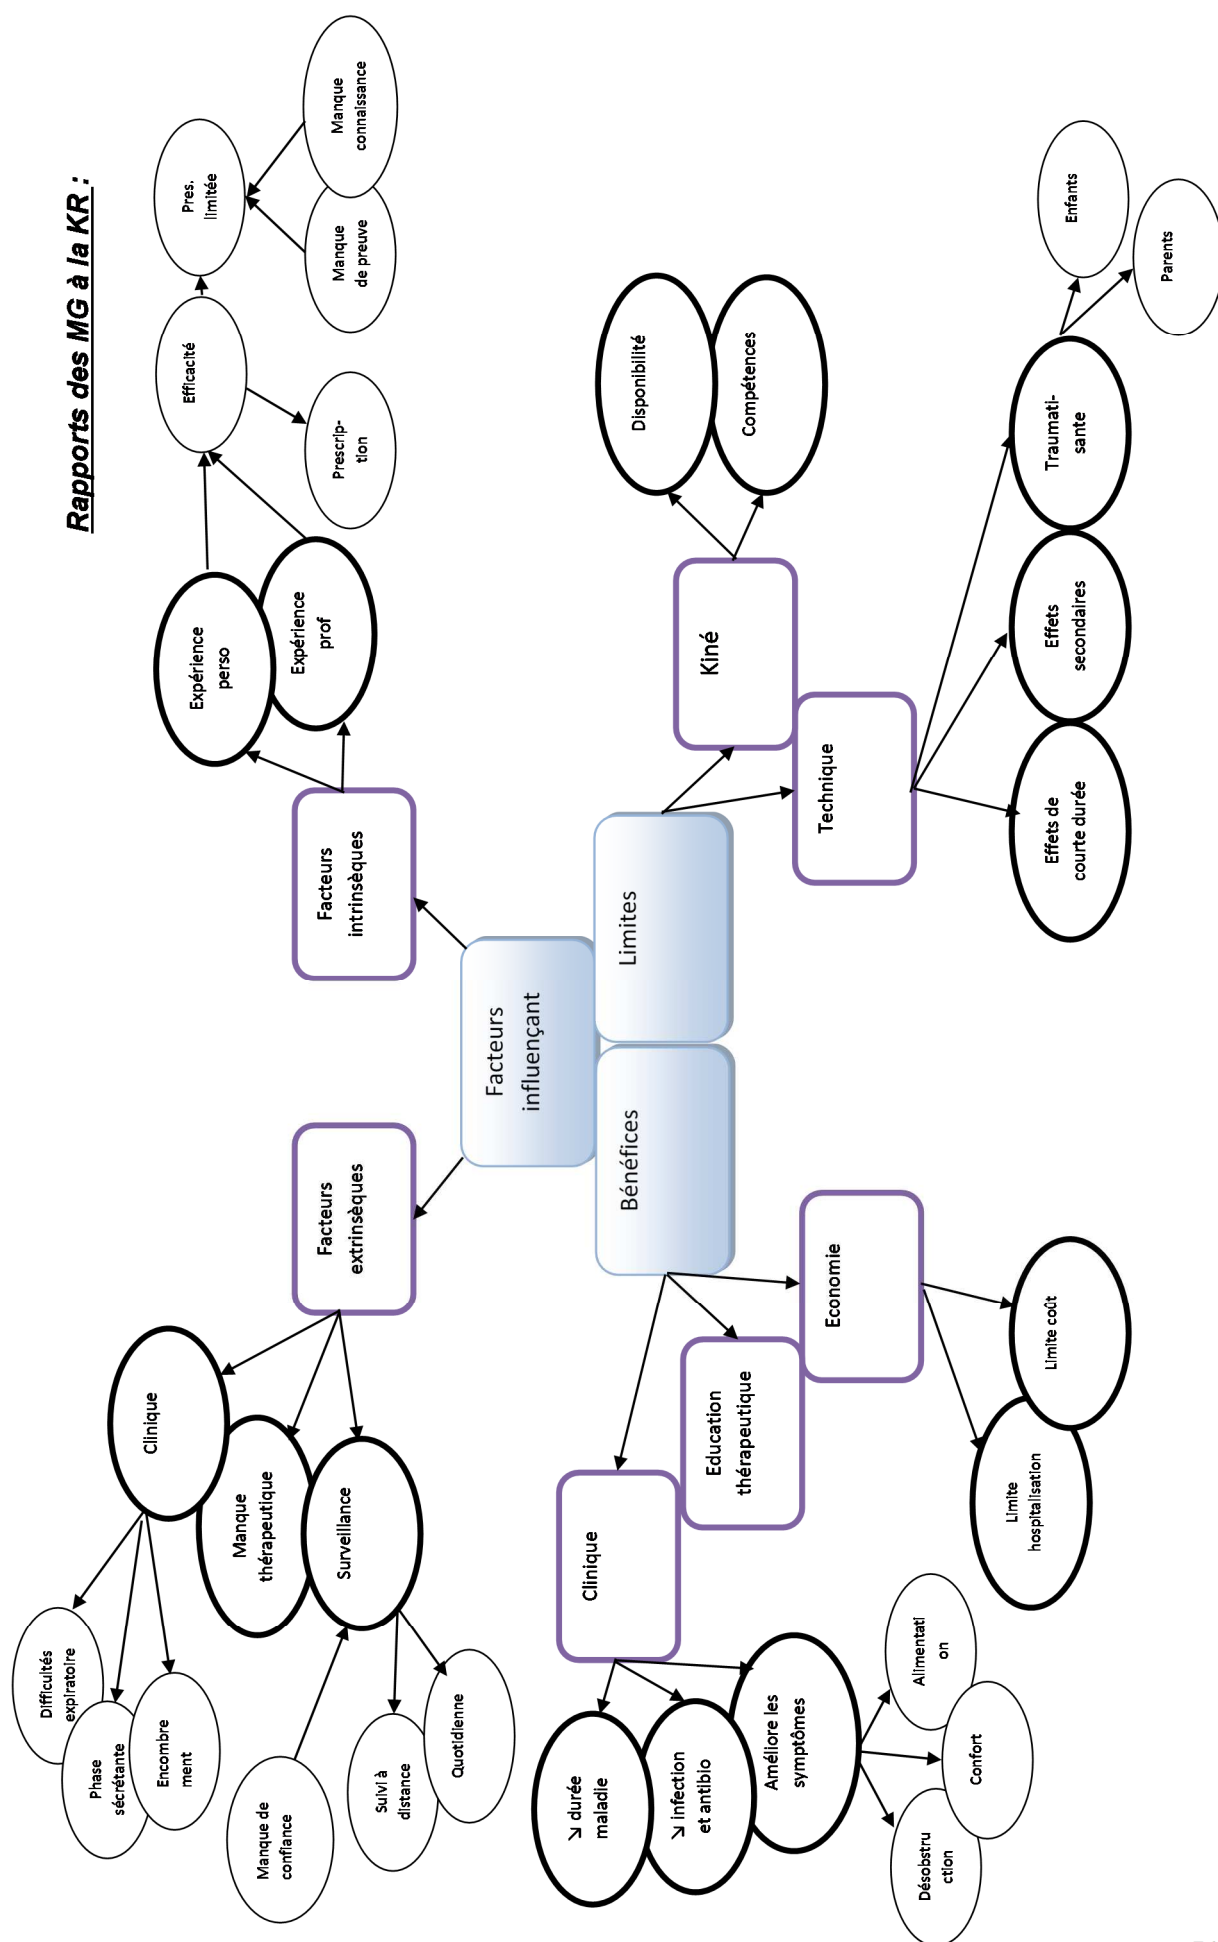 Rapports des MG à la KR :
Facteurs
influençant
Bénéfices
Limites
Facteurs
extrinsèques
Clinique
Difficultés
expiratoire
Phase
sécrétante
Encombre
ment
Manque
thérapeutique
Surveillance
Manque de
confiance
Suivi à
distance
Quotidienne
Facteurs
intrinsèques
Expérience
perso
Expérience
prof
Efficacité
Prescrip-
tion
Pres.
limitée
Manque
de preuve
Manque
connaissance
Clinique
↘ durée
maladie
↘ infection
et antibio
Améliore les
symptômes
Désobstru
ction
Confort
Alimentati
on
Education
thérapeutique
Economie
Limite
hospitalisation
Limite coût
Kiné
Disponibilité
Compétences
Technique
Effets de
courte durée
Effets
secondaires
Traumati-
sante
Enfants
Parents